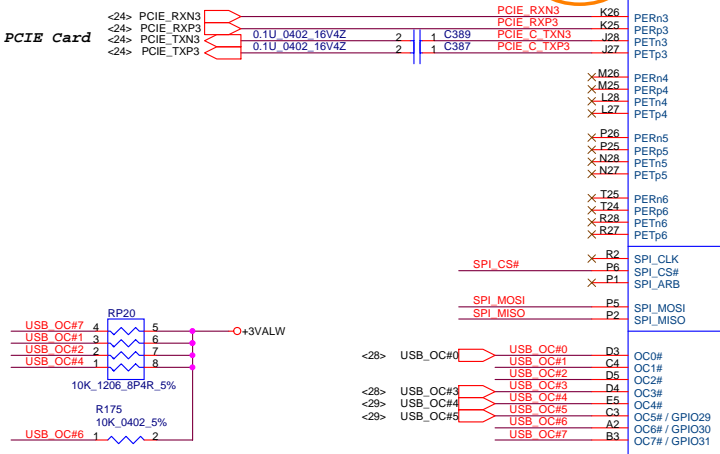 <24> PCIE_RXN3 PCIE_RXN3 K26 PERn3
<24> PCIE_RXP3 PCIE_RXP3 K25 PERp3
PCIE Card <24> PCIE_TXN3 0.1U_0402_16V4Z 2 1 C389 PCIE_C_TXN3 J28 PETn3
<24> PCIE_TXP3 0.1U_0402_16V4Z 2 1 C387 PCIE_C_TXP3 J27 PETp3
M26 PERn4
M25 PERp4
L28 PETn4
L27 PETp4
P26 PERn5
P25 PERp5
N28 PETn5
N27 PETp5
T25 PERn6
T24 PERp6
R28 PETn6
R27 PETp6
R2 SPI_CLK
SPI_CS# P6 SPI_CS#
P1 SPI_ARB
SPI_MOSI P5 SPI_MOSI
SPI_MISO P2 SPI_MISO
RP20
USB_OC#7 4 5 +3VALW
USB_OC#1 3 6
USB_OC#2 2 7
USB_OC#4 1 8
10K_1206_8P4R_5%
R175
10K_0402_5%
USB_OC#6 1 2
<28> USB_OC#0 USB_OC#0 D3 OC0#
USB_OC#1 C4 OC1#
USB_OC#2 D5 OC2#
<28> USB_OC#3 USB_OC#3 D4 OC3#
<29> USB_OC#4 USB_OC#4 E5 OC4#
<29> USB_OC#5 USB_OC#5 C3 OC5# / GPIO29
USB_OC#6 A2 OC6# / GPIO30
USB_OC#7 B3 OC7# / GPIO31